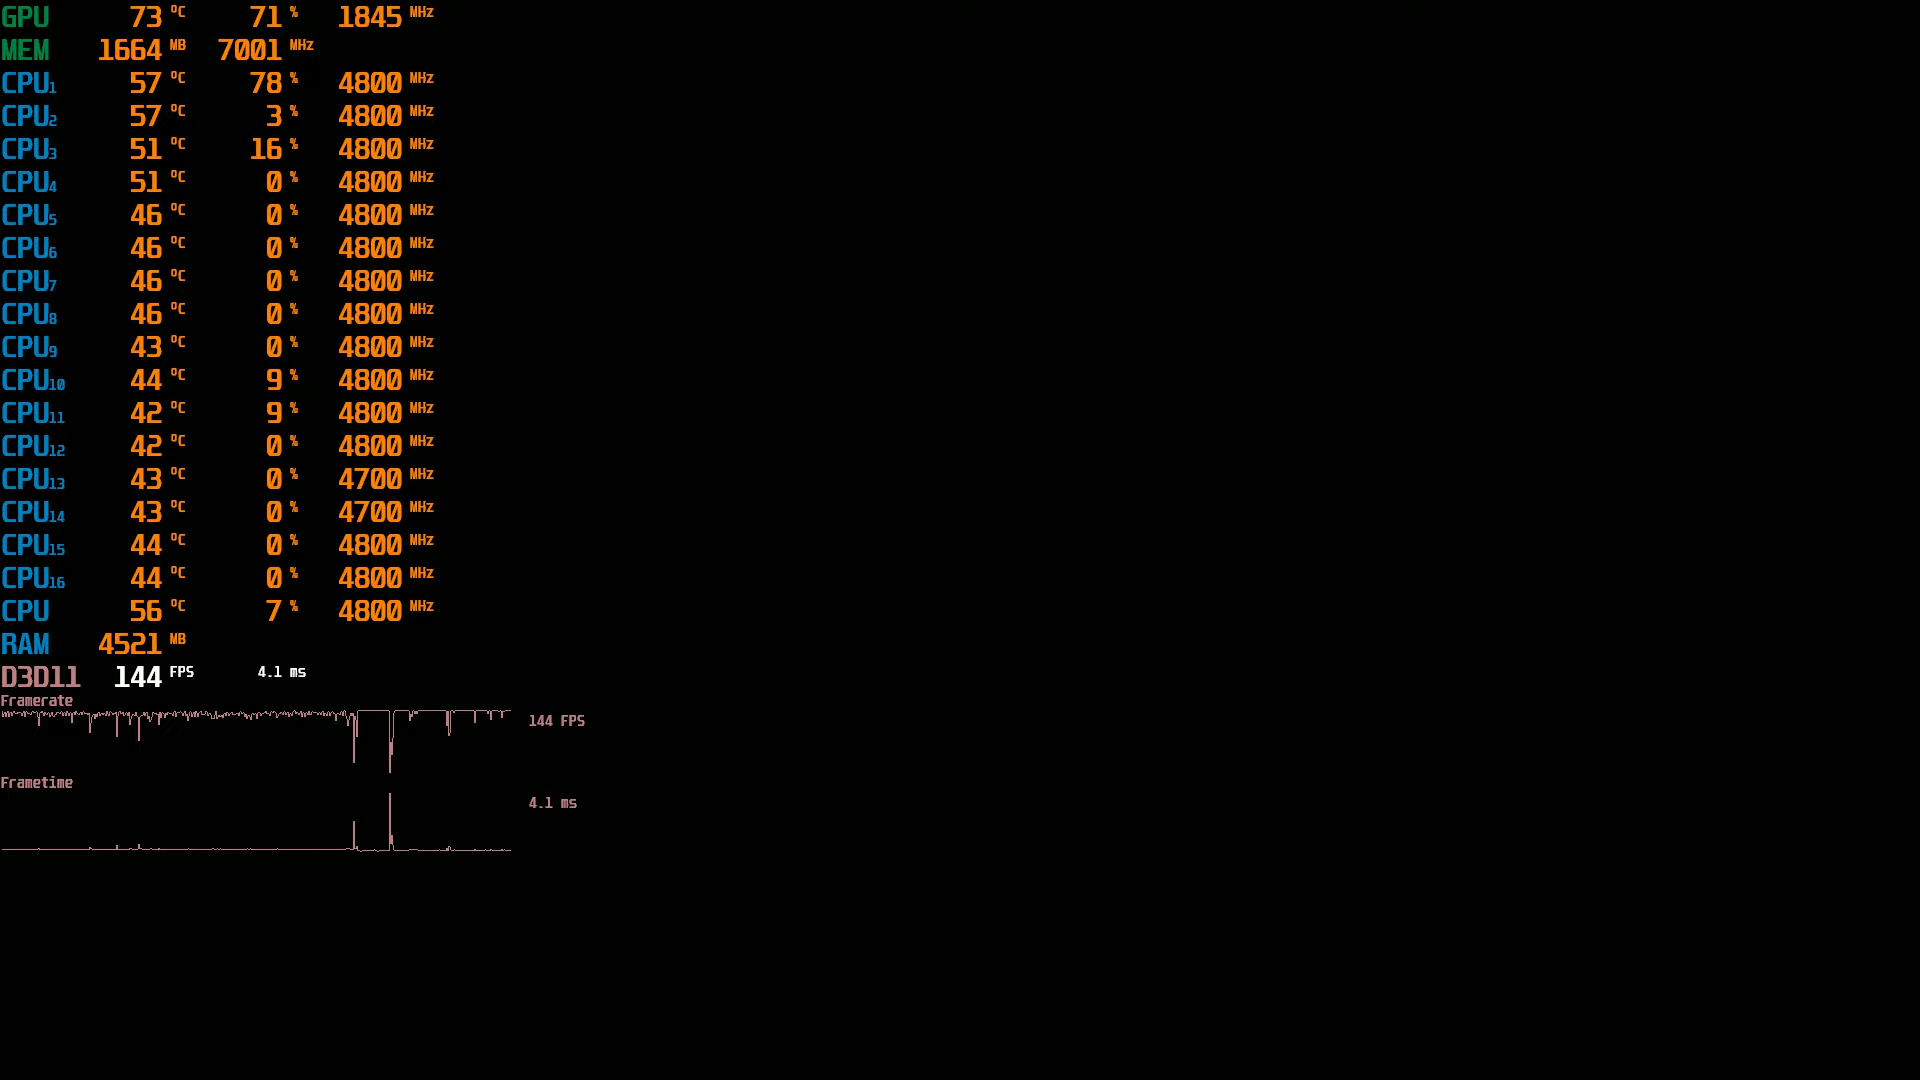 GPU 73 °C 71 % 1845 MHz
MEM 1664 MB 7001 MHz
CPU1 57 °C 78 % 4800 MHz
CPU2 57 °C 3 % 4800 MHz
CPU3 51 °C 16 % 4800 MHz
CPU4 51 °C 0 % 4800 MHz
CPU5 46 °C 0 % 4800 MHz
CPU6 46 °C 0 % 4800 MHz
CPU7 46 °C 0 % 4800 MHz
CPU8 46 °C 0 % 4800 MHz
CPU9 43 °C 0 % 4800 MHz
CPU10 44 °C 9 % 4800 MHz
CPU11 42 °C 9 % 4800 MHz
CPU12 42 °C 0 % 4800 MHz
CPU13 43 °C 0 % 4700 MHz
CPU14 43 °C 0 % 4700 MHz
CPU15 44 °C 0 % 4800 MHz
CPU16 44 °C 0 % 4800 MHz
CPU 56 °C 7 % 4800 MHz
RAM 4521 MB
D3D11 144 FPS 4.1 ms
Framerate
144 FPS
Frametime
4.1 ms